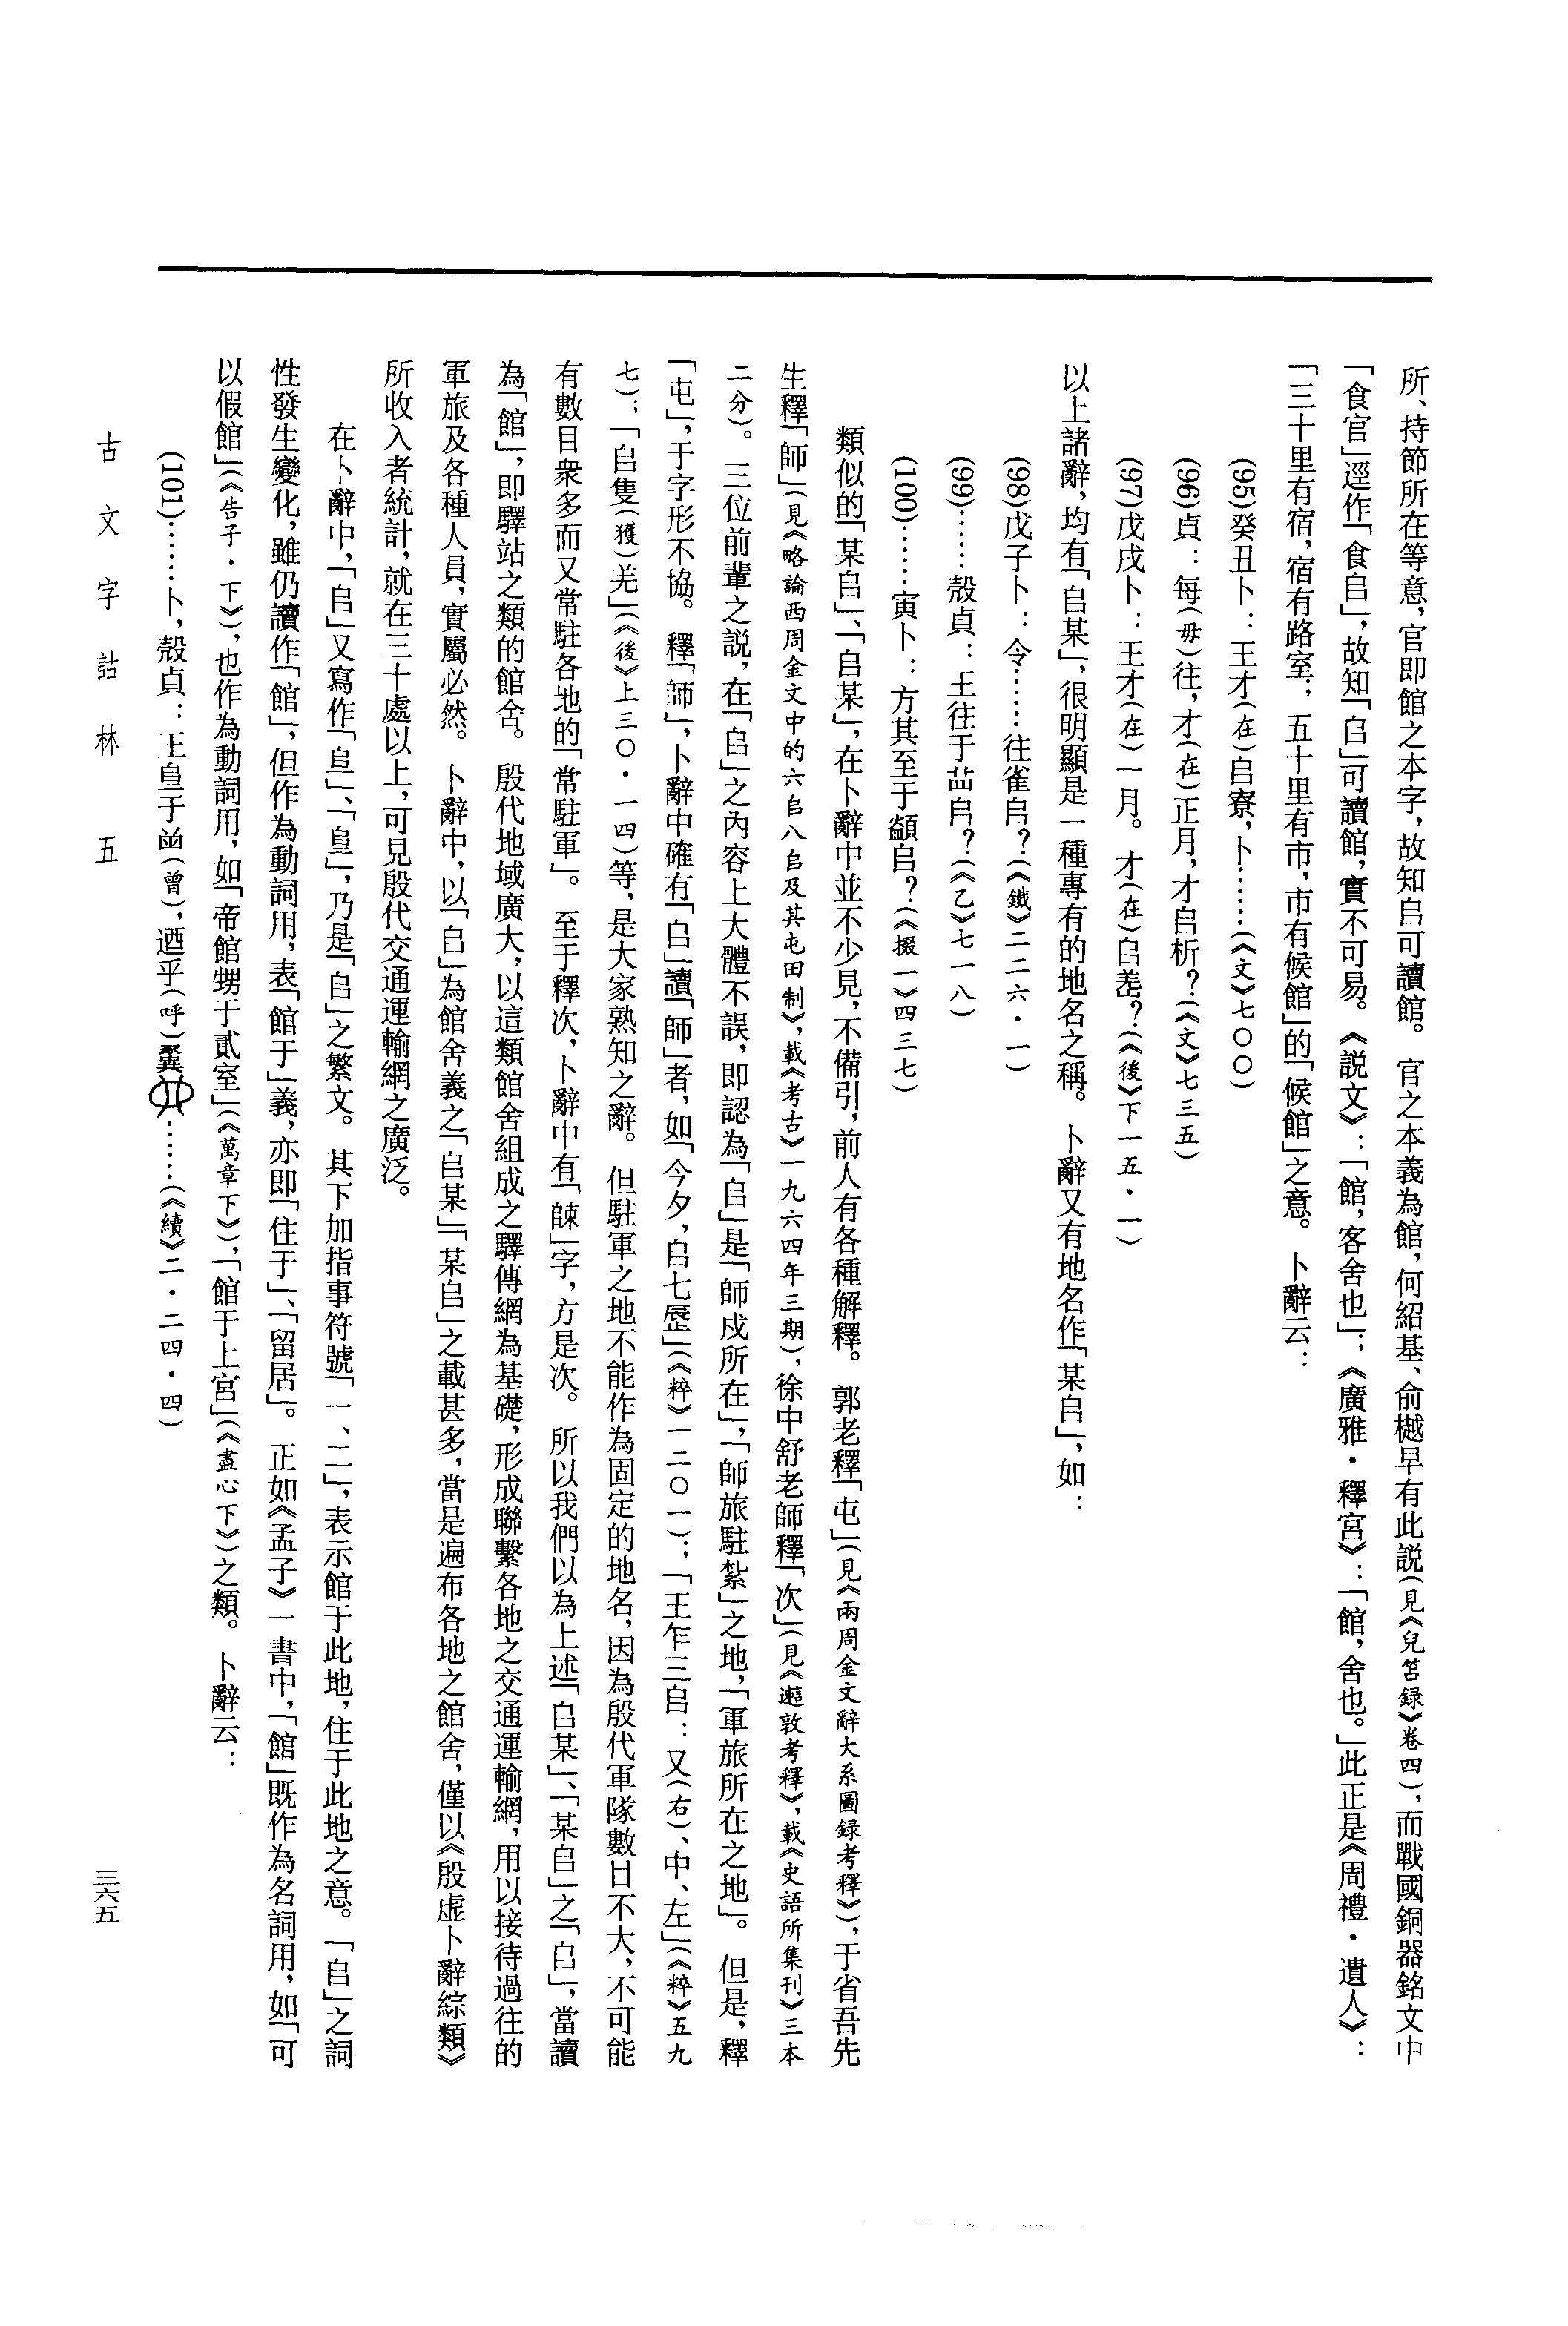 所、持節所在等意，官即館之本字，故知𠂤可讀館。官之本義為館，何紹基、俞樾早有此説（見《兒笘録》卷四），而戰國銅器銘文中
「食官」逕作「食𠂤」，故知「𠂤」可讀館，實不可易。《説文》：「館，客舍也」；《廣雅·釋宮》：「館，舍也。」此正是《周禮·遺人》：
「三十里有宿，宿有路室；五十里有市，市有候館」的「候館」之意。卜辭云：
(95)癸丑卜：王才（在）𠂤寮，卜……（《文》七〇〇）
(96)貞：每（毋）往，才（在）正月，才𠂤析？（《文》七三五）
(97)戊戌卜：王才（在）一月。才（在）𠂤？（《後》下一五·一）
以上諸辭，均有「𠂤某」，很明顯是一種專有的地名之稱。卜辭又有地名作「某𠂤」，如：
(98)戊子卜：令……往雀𠂤？（《鐵》二二六·一）
(99)……殻貞：王往于𠂤？（《乙》七一八）
(100)……寅卜：方其至于𠂤？（《掇一》四三七）
類似的「某𠂤」、「𠂤某」，在卜辭中並不少見，不備引，前人有各種解釋。郭老釋「屯」（見《兩周金文辭大系圖録考釋》），于省吾先
生釋「師」（見《略論西周金文中的六𠂤八𠂤及其屯田制》，載《考古》一九六四年三期），徐中舒老師釋「次」（見《遬敦考釋》，載《史語所集刊》三本
二分）。三位前輩之説，在「𠂤」之內容上大體不誤，即認為「𠂤」是「師戍所在」，「師旅駐紮」之地，「軍旅所在之地」。但是，釋
「屯」，于字形不協。釋「師」，卜辭中確有「𠂤」讀「師」者，如「今夕，𠂤七㞢」（《粹》一二〇一）；「王乍三𠂤：又（右）、中、左」（《粹》五九
七）；「𠂤隻（獲）羌」（《後》上三〇·一四）等，是大家熟知之辭。但駐軍之地不能作為固定的地名，因為殷代軍隊數目不大，不可能
有數目衆多而又常駐各地的「常駐軍」。至于釋次，卜辭中有「𠂤束」字，方是次。所以我們以為上述「𠂤某」、「某𠂤」之「𠂤」，當讀
為「館」，即驛站之類的館舍。殷代地域廣大，以這類館舍組成之驛傳網為基礎，形成聯繫各地之交通運輸網，用以接待過往的
軍旅及各種人員，實屬必然。卜辭中，以「𠂤」為館舍義之「𠂤某」「某𠂤」之載甚多，當是遍布各地之館舍，僅以《殷虚卜辭綜類》
所收入者統計，就在三十處以上，可見殷代交通運輸網之廣泛。
在卜辭中，「𠂤」又寫作「」、「」，乃是「𠂤」之繁文。其下加指事符號「一、二」，表示館于此地，住于此地之意。「𠂤」之詞
性發生變化，雖仍讀作「館」，但作為動詞用，表「館于」義，亦即「住于」、「留居」。正如《孟子》一書中，「館」既作為名詞用，如「可
以假館」（《告子·下》），也作為動詞用，如「帝館甥于貳室」（《萬章下》），「館于上宮」（《盡心下》）之類。卜辭云：
(101)……卜，殻貞：王于（曾），迺乎（呼）……（《續》二·二四·四）
古文字詁林 五
三六五